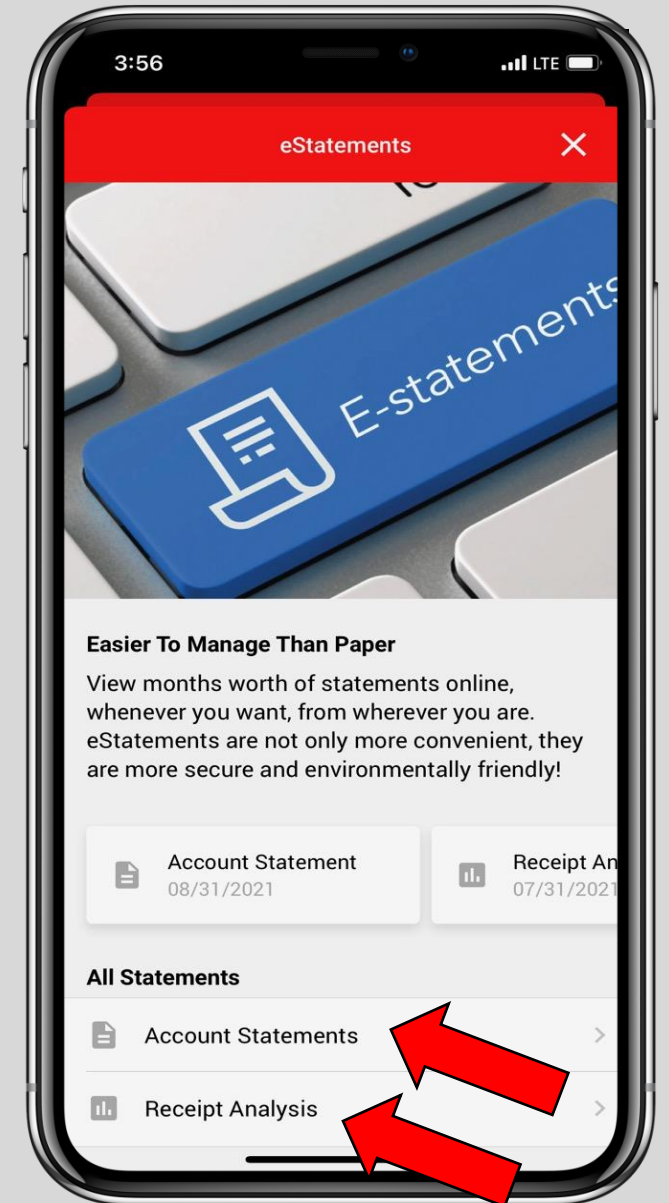 3:56 LTE
eStatements
E-statements
Easier To Manage Than Paper
View months worth of statements online,
whenever you want, from wherever you are.
eStatements are not only more convenient, they
are more secure and environmentally friendly!
Account Statement
08/31/2021
Receipt An
07/31/2021
All Statements
Account Statements
Receipt Analysis